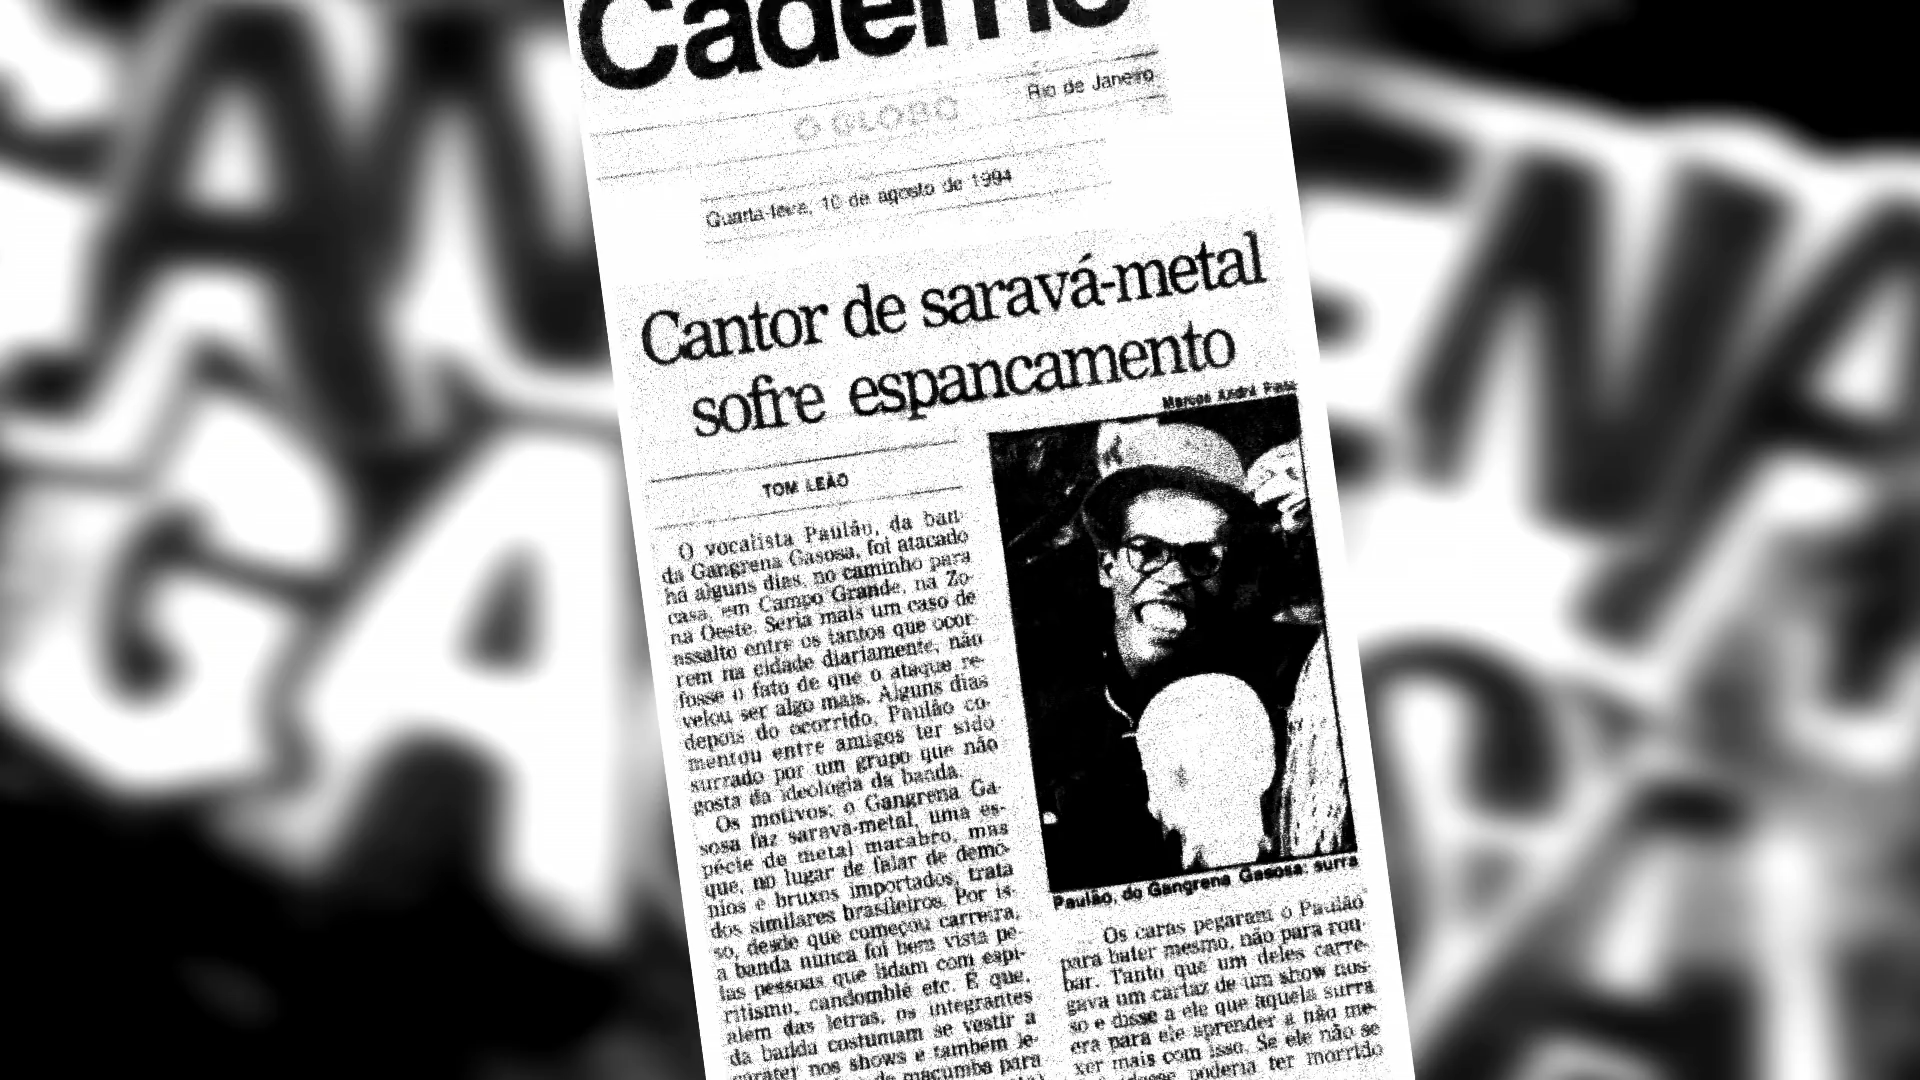 Caderno
O GLOBO
Rio de Janeiro
Quarta-feira, 10 de agosto de 1994
Cantor de saravá-metal
sofre espancamento
Marcos André Pinto
TOM LEÃO
O vocalista Paulão, da ban-
da Gangrena Gasosa, foi atacado
há alguns dias, no caminho para
casa, em Campo Grande, na Zo-
na Oeste. Seria mais um caso de
assalto entre os tantos que ocor-
rem na cidade diariamente, não
fosse o fato de que o ataque re-
velou ser algo mais. Alguns dias
depois do ocorrido, Paulão co-
mentou entre amigos ter sido
surrado por um grupo que não
gosta da ideologia da banda.
Os motivos: o Gangrena Ga-
sosa faz saravá-metal, uma es-
pécie de metal macabro, mas
que, no lugar de falar de demô-
nios e bruxos importados, trata
dos similares brasileiros. Por is-
so, desde que começou carreira,
a banda nunca foi bem vista pe-
las pessoas que lidam com espi-
ritismo, candomblé etc. É que,
além das letras, os integrantes
da banda costumam se vestir a
caráter nos shows e também le-
de macumba para
Paulão, do Gangrena Gasosa: surra
Os caras pegaram o Paulão
para bater mesmo, não para rou-
bar. Tanto que um deles carre-
gava um cartaz de um show nos-
so e disse a ele que aquela surra
era para ele aprender a não me-
xer mais com isso. Se ele não se
poderia ter morrido
GA